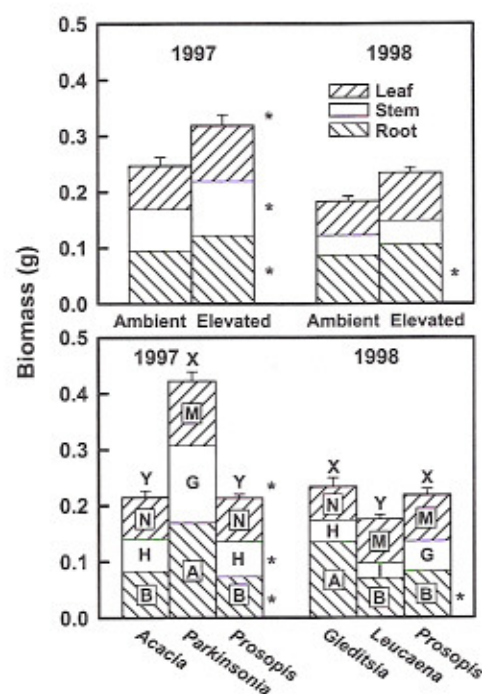 0.5
1997
1998
Leaf
Stem
Root
0.4
0.3
*
0.2
*
0.1
*
*
0.0
Ambient Elevated
Ambient Elevated
Biomass (g)
0.5
1997
1998
X
0.4
M
0.3
G
Y
Y
*
X
Y
X
0.2
N
N
N
M
M
H
H
*
H
I
G
0.1
B
A
B
*
A
B
B
*
0.0
Acacia
Parkinsonia
Prosopis
Gleditsia
Leucaena
Prosopis